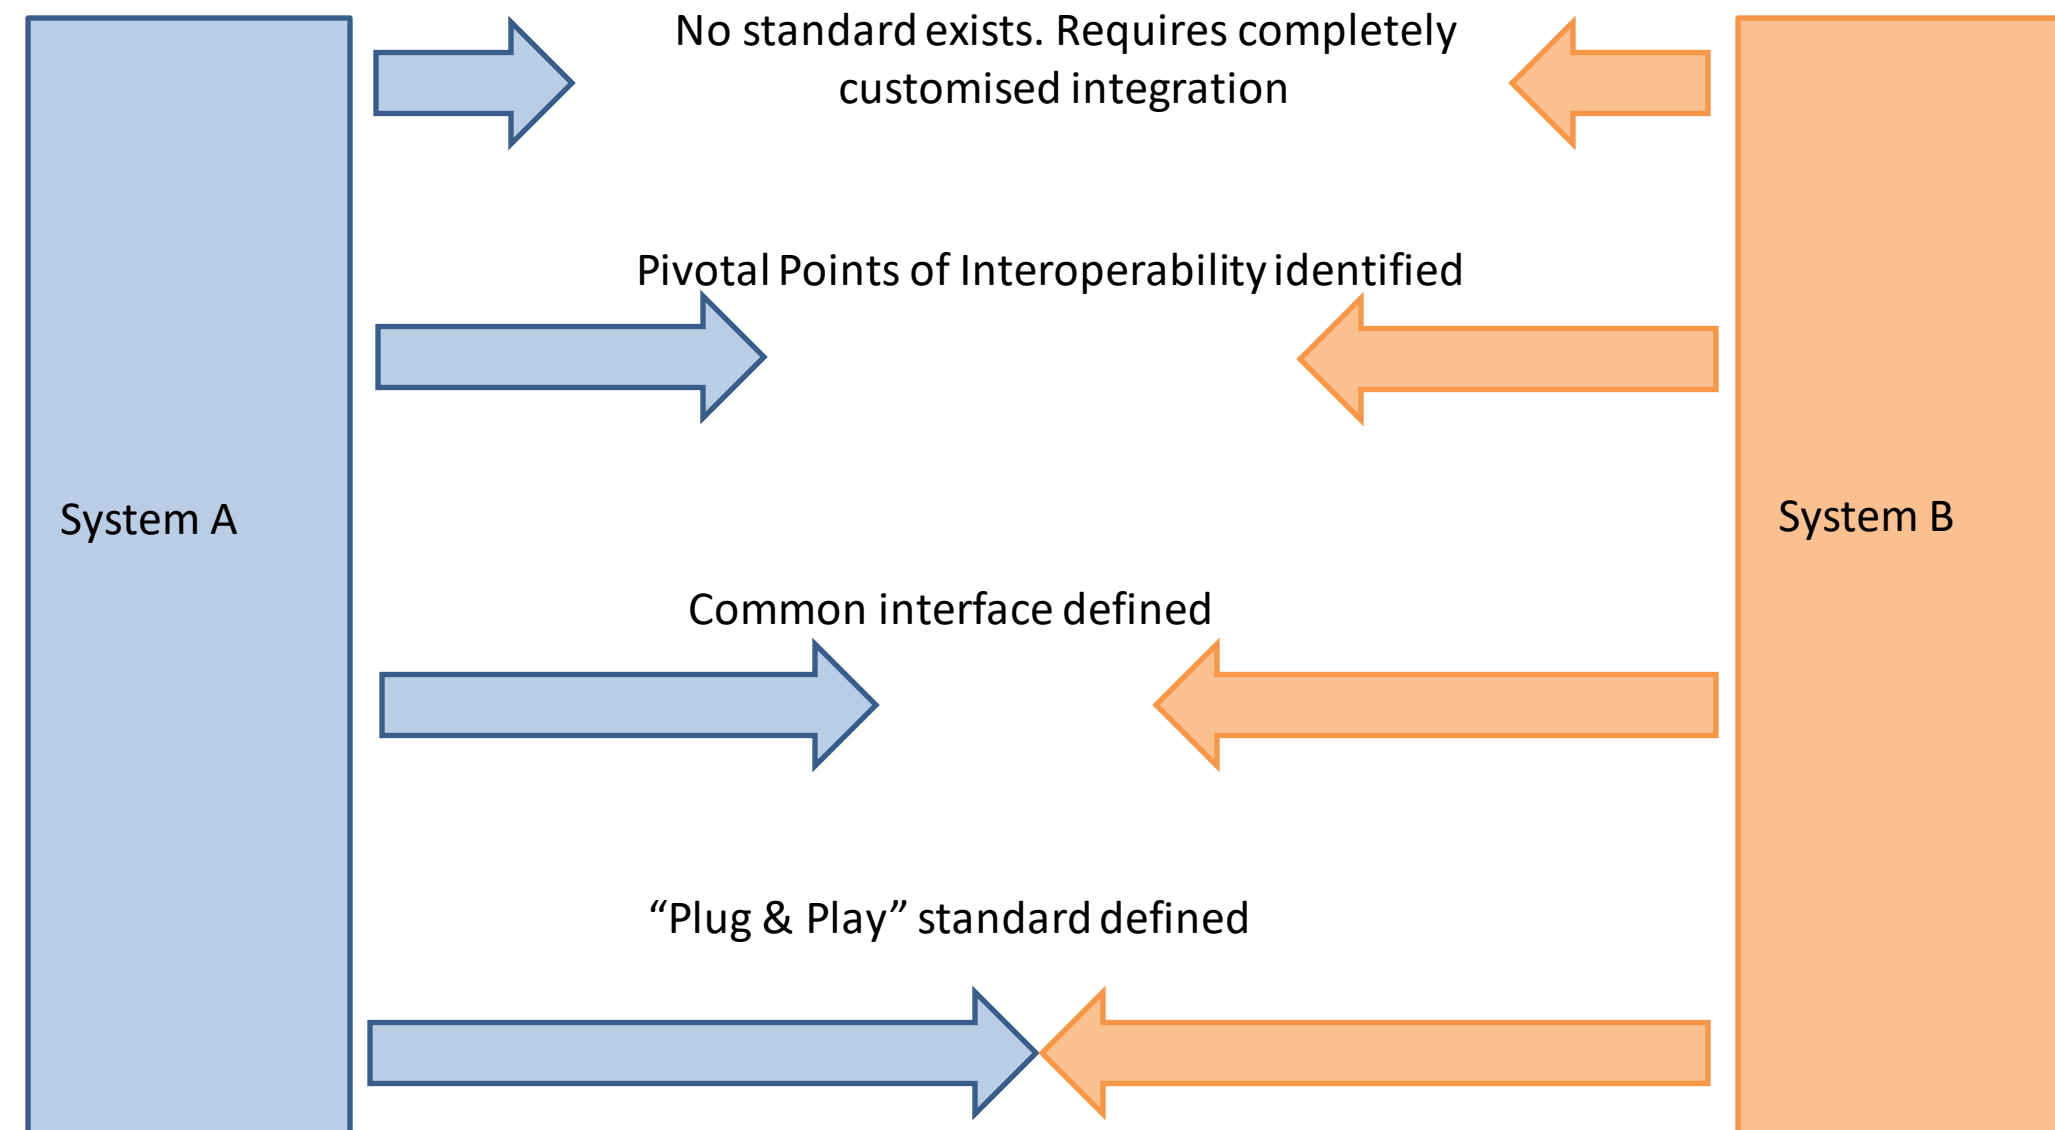 No standard exists. Requires completely
customised integration
Pivotal Points of Interoperability identified
System A
System B
Common interface defined
“Plug & Play” standard defined